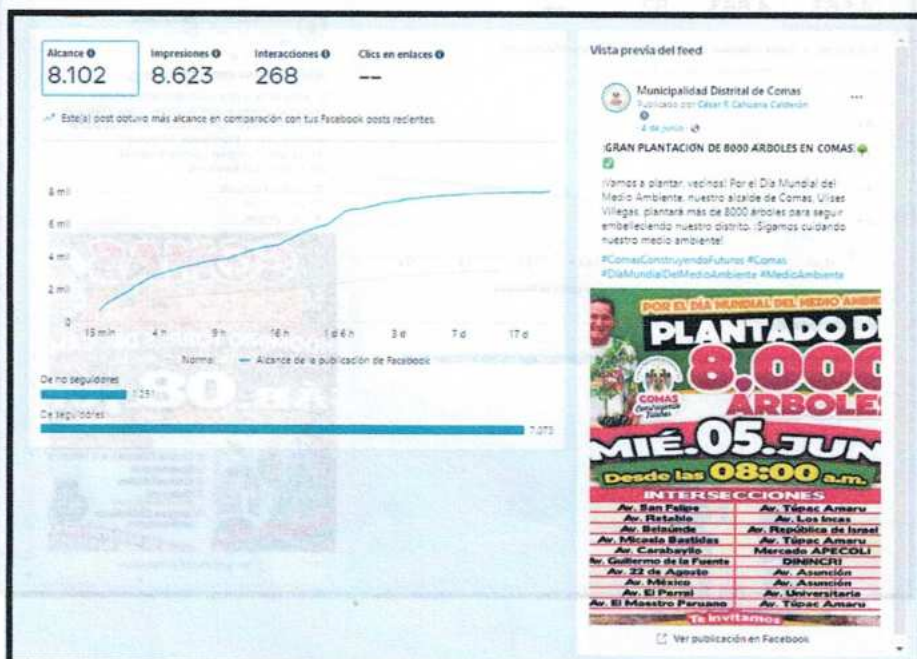 Alcance
8.102
Impresiones
8.623
Interacciones
268
Clics en enlaces
--
Este(a) post obtuvo más alcance en comparación con tus Facebook posts recientes.
8 mil
6 mil
4 mil
2 mil
0
15 min 4 h 9 h 16 h 1 d 6 h 3 d 7 d 17 d
Normal Alcance de la publicación de Facebook
De no seguidores
De seguidores
7.073
Vista previa del feed
Municipalidad Distrital de Comas
Publicado por César R Cahuana Calderón
4 de junio
¡GRAN PLANTACIÓN DE 8000 ÁRBOLES EN COMAS!
¡Vamos a plantar, vecinos! Por el Día Mundial del
Medio Ambiente, nuestro alcalde de Comas, Ulises
Villegas, plantará más de 8000 árboles para seguir
embelleciendo nuestro distrito. ¡Sigamos cuidando
nuestro medio ambiente!
#ComasConstruyendoFuturos #Comas
#DíaMundialDelMedioAmbiente #MedioAmbiente
POR EL DÍA MUNDIAL DEL MEDIO AMBIE
PLANTADO D
8.000
ÁRBOLE
COMAS
Construyendo
Futuros
MIÉ.05.JUN
Desde las 08:00 a.m.
INTERSECCIONES
Av. San Felipe Av. Túpac Amaru
Av. Retablo Av. Los Incas
Av. Belaúnde Av. República de Israel
Av. Micaela Bastidas Av. Túpac Amaru
Av. Carabayllo Mercado APECOLI
Av. Guillermo de la Fuente DININCRI
Av. 22 de Agosto Av. Asunción
Av. México Av. Asunción
Av. El Parral Av. Universitaria
Av. El Maestro Peruano Av. Túpac Amaru
Te invitamos
Ver publicación en Facebook